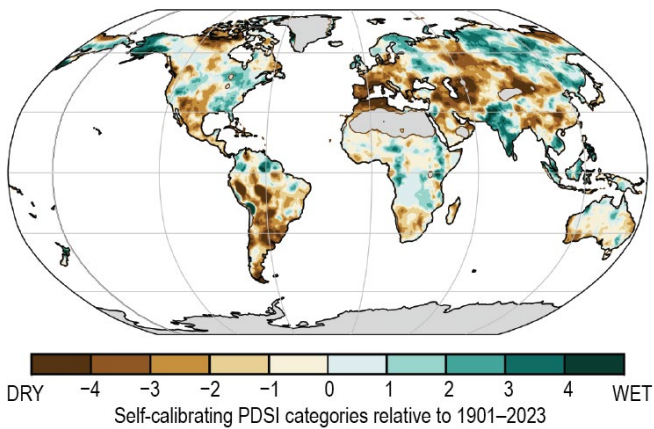 DRY −4 −3 −2 −1 0 1 2 3 4 WET
Self-calibrating PDSI categories relative to 1901–2023